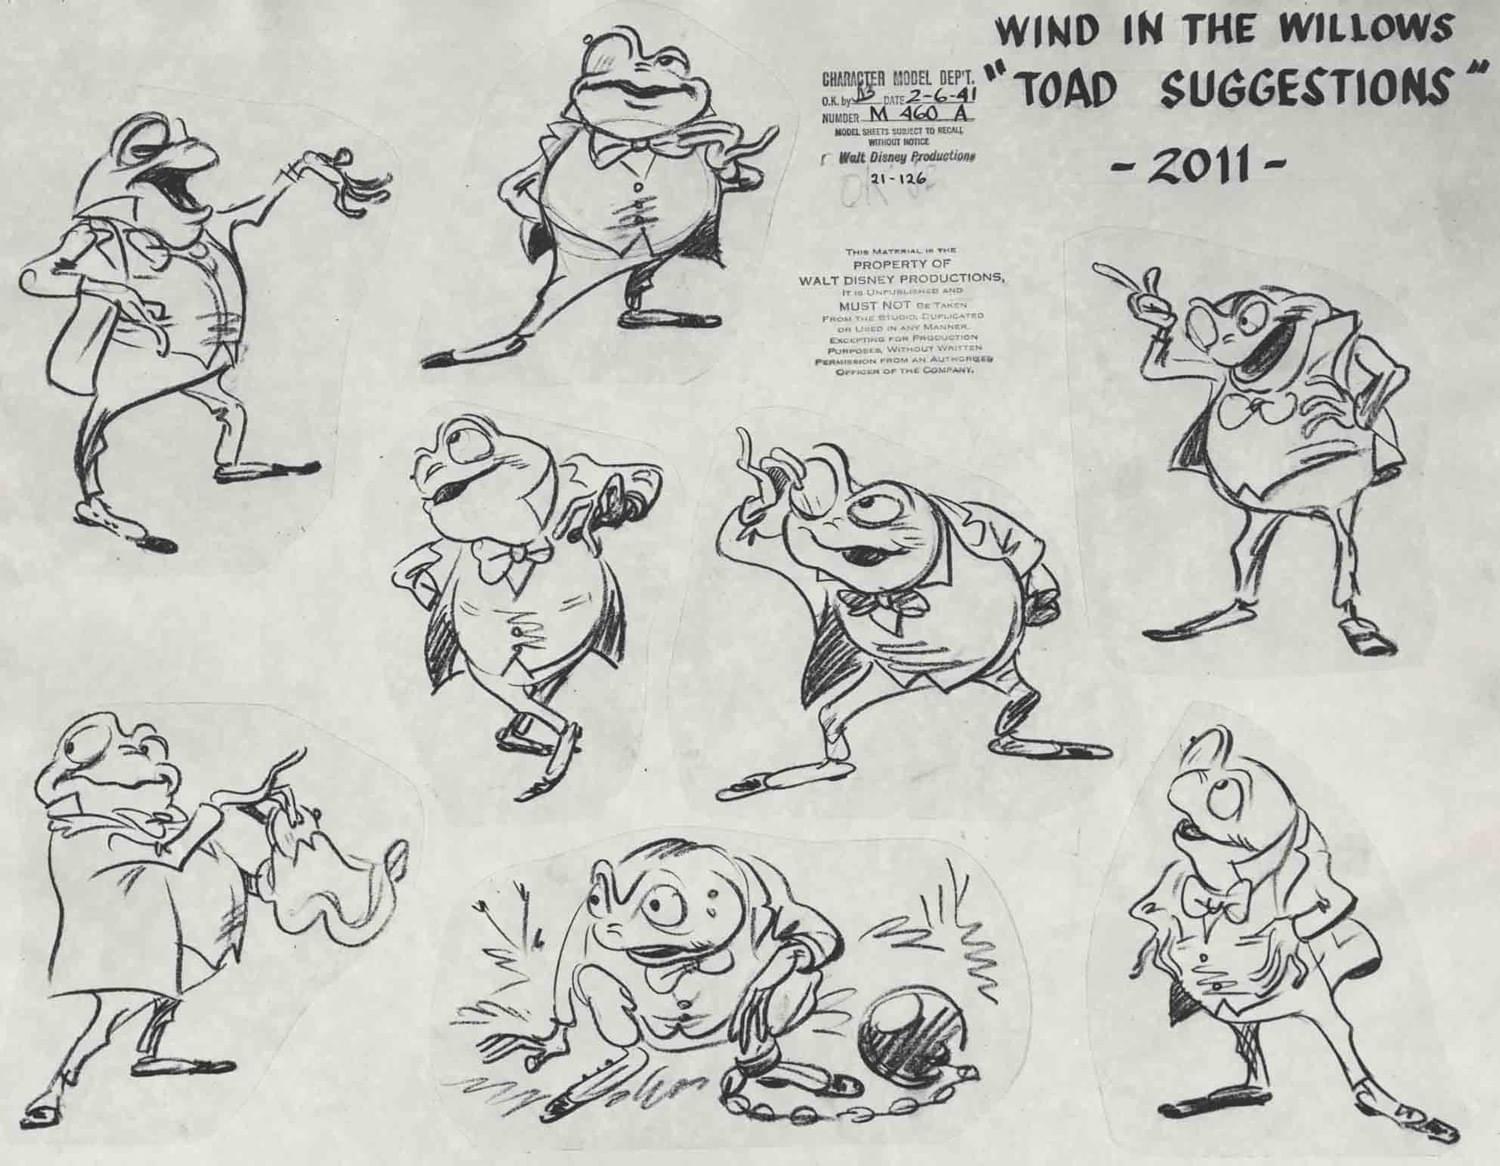 WIND IN THE WILLOWS
"TOAD SUGGESTIONS"
- 2011 -
CHARACTER MODEL DEP'T.
O.K. by DATE 2-6-41
NUMBER M 460 A
MODEL SHEETS SUBJECT TO RECALL
WITHOUT NOTICE
Walt Disney Productions
21-126
THIS MATERIAL IS THE
PROPERTY OF
WALT DISNEY PRODUCTIONS,
IT IS UNPUBLISHED AND
MUST NOT BE TAKEN
FROM THE STUDIO, DUPLICATED
OR USED IN ANY MANNER,
EXCEPTING FOR PRODUCTION
PURPOSES, WITHOUT WRITTEN
PERMISSION FROM AN AUTHORIZED
OFFICER OF THE COMPANY.